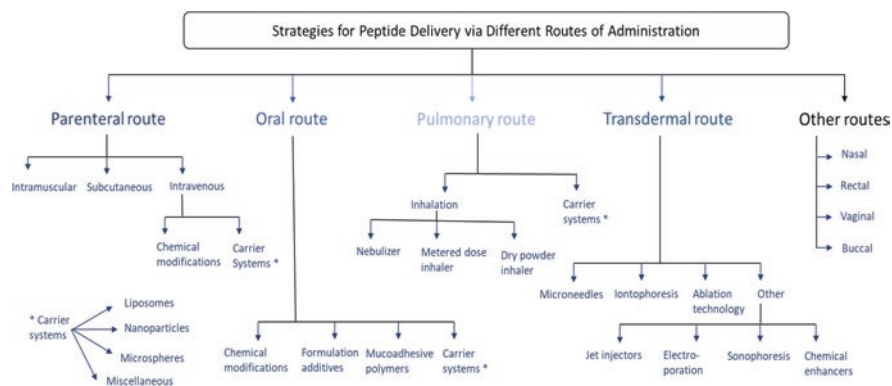 Strategies for Peptide Delivery via Different Routes of Administration
Parenteral route
Oral route
Pulmonary route
Transdermal route
Other routes
Intramuscular
Subcutaneous
Intravenous
Chemical
modifications
Carrier
Systems *
Inhalation
Carrier
systems *
Nebulizer
Metered dose
inhaler
Dry powder
inhaler
Nasal
Rectal
Vaginal
Buccal
Microneedles
Iontophoresis
Ablation
technology
Other
* Carrier
systems
Liposomes
Nanoparticles
Microspheres
Miscellaneous
Chemical
modifications
Formulation
additives
Mucoadhesive
polymers
Carrier
systems *
Jet injectors
Electro-
poration
Sonophoresis
Chemical
enhancers